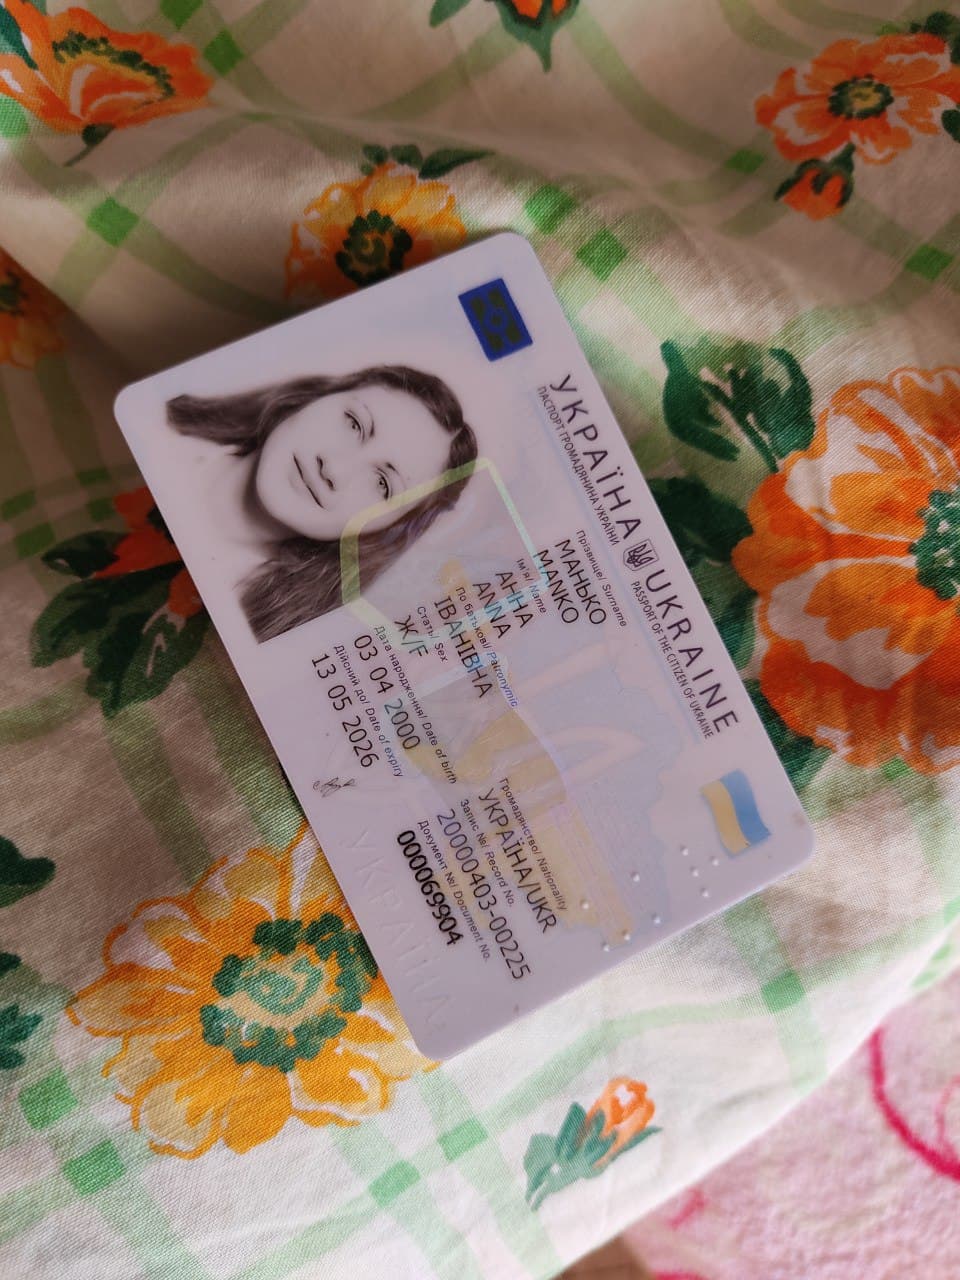 УКРАЇНА UKRAINE
ПАСПОРТ ГРОМАДЯНИНА УКРАЇНИ PASSPORT OF THE CITIZEN OF UKRAINE
Прізвище/ Surname
МАНЬКО
MANKO
Ім'я/ Name
АННА
ANNA
По батькові/ Patronymic
ІВАНІВНА
Стать/ Sex
Ж/F
Громадянство/ Nationality
УКРАЇНА/UKR
Дата народження/ Date of birth
03 04 2000
Запис №/ Record No.
20000403-00225
Дійсний до/ Date of expiry
13 05 2026
Документ №/ Document No.
000069904
УКРАЇНА